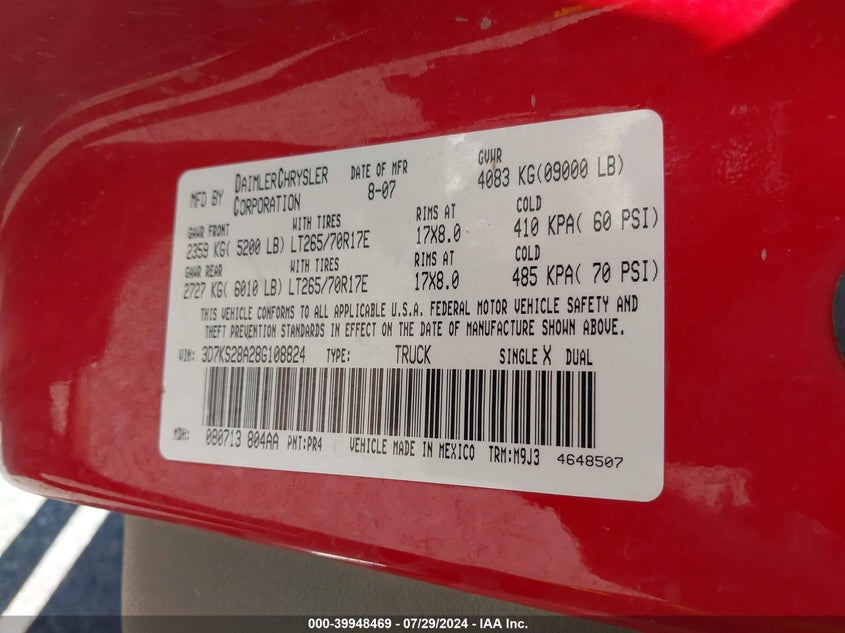 MFD BY DAIMLERCHRYSLER CORPORATION DATE OF MFR 8-07 GVWR 4083 KG(09000 LB)
GAWR FRONT WITH TIRES RIMS AT COLD
2359 KG( 5200 LB) LT265/70R17E 17X8.0 410 KPA( 60 PSI)
GAWR REAR WITH TIRES RIMS AT COLD
2727 KG( 6010 LB) LT265/70R17E 17X8.0 485 KPA( 70 PSI)
THIS VEHICLE CONFORMS TO ALL APPLICABLE U.S.A. FEDERAL MOTOR VEHICLE SAFETY AND
THEFT PREVENTION STANDARDS IN EFFECT ON THE DATE OF MANUFACTURE SHOWN ABOVE.
VIN: 3D7KS28A28G108824 TYPE: TRUCK SINGLE X DUAL
MDH: 080713 804AA PNT:PR4 VEHICLE MADE IN MEXICO TRM:M9J3 4648507
000-39948469 - 07/29/2024 - IAA Inc.